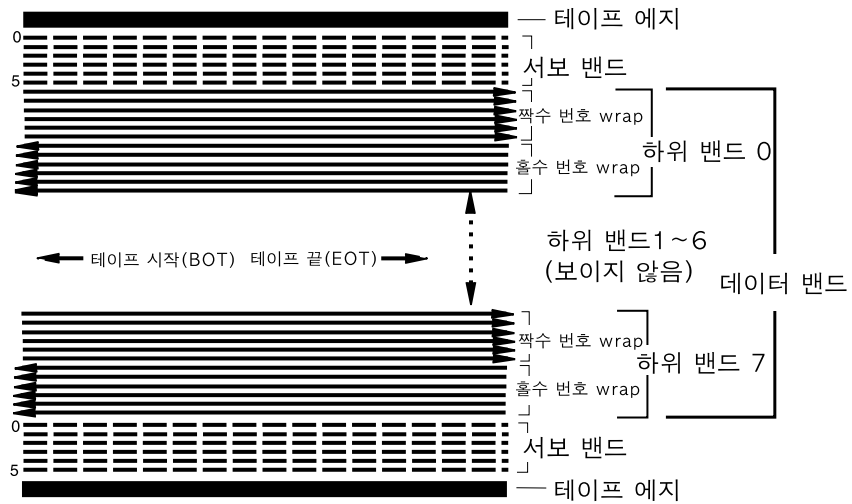 테이프 에지
0
서보 밴드
5
짝수 번호 wrap
하위 밴드 0
홀수 번호 wrap
하위 밴드1~6
(보이지 않음)
테이프 시작(BOT) 테이프 끝(EOT)
데이터 밴드
짝수 번호 wrap
하위 밴드 7
홀수 번호 wrap
0
서보 밴드
5
테이프 에지